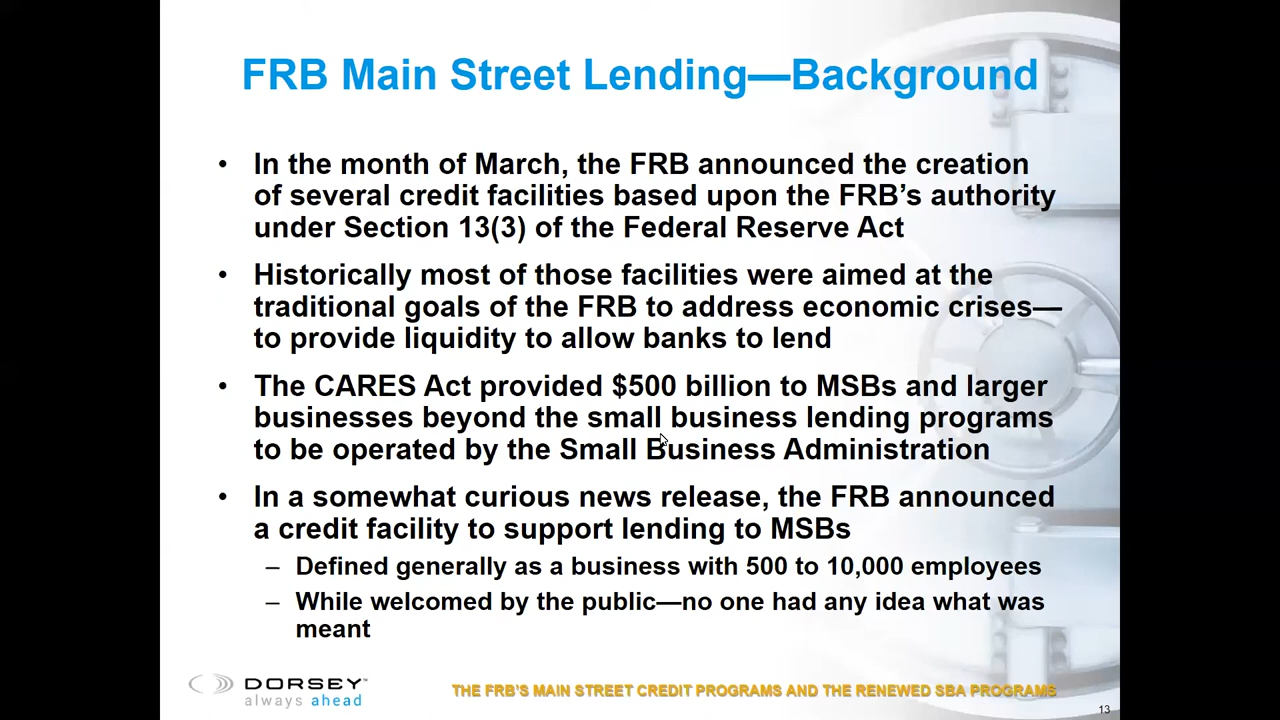 FRB Main Street Lending—Background
• In the month of March, the FRB announced the creation
of several credit facilities based upon the FRB’s authority
under Section 13(3) of the Federal Reserve Act
• Historically most of those facilities were aimed at the
traditional goals of the FRB to address economic crises—
to provide liquidity to allow banks to lend
• The CARES Act provided $500 billion to MSBs and larger
businesses beyond the small business lending programs
to be operated by the Small Business Administration
• In a somewhat curious news release, the FRB announced
a credit facility to support lending to MSBs
– Defined generally as a business with 500 to 10,000 employees
– While welcomed by the public—no one had any idea what was
meant
DORSEY™
always ahead
THE FRB’S MAIN STREET CREDIT PROGRAMS AND THE RENEWED SBA PROGRAMS
13